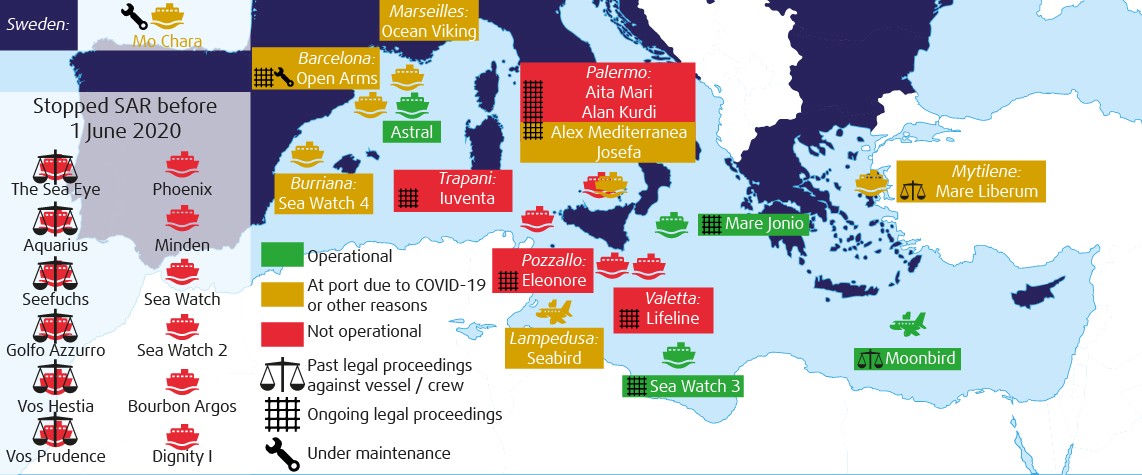 Sweden:
Mo Chara
Marseilles:
Ocean Viking
Barcelona:
Open Arms
Astral
Palermo:
Aita Mari
Alan Kurdi
Alex Mediterranea
Josefa
Stopped SAR before
1 June 2020
The Sea Eye
Phoenix
Aquarius
Minden
Seefuchs
Sea Watch
Golfo Azzurro
Sea Watch 2
Vos Hestia
Bourbon Argos
Vos Prudence
Dignity I
Burriana:
Sea Watch 4
Trapani:
Iuventa
Mytilene:
Mare Liberum
Mare Jonio
Pozzallo:
Eleonore
Valetta:
Lifeline
Lampedusa:
Seabird
Sea Watch 3
Moonbird
Operational
At port due to COVID-19
or other reasons
Not operational
Past legal proceedings
against vessel / crew
Ongoing legal proceedings
Under maintenance